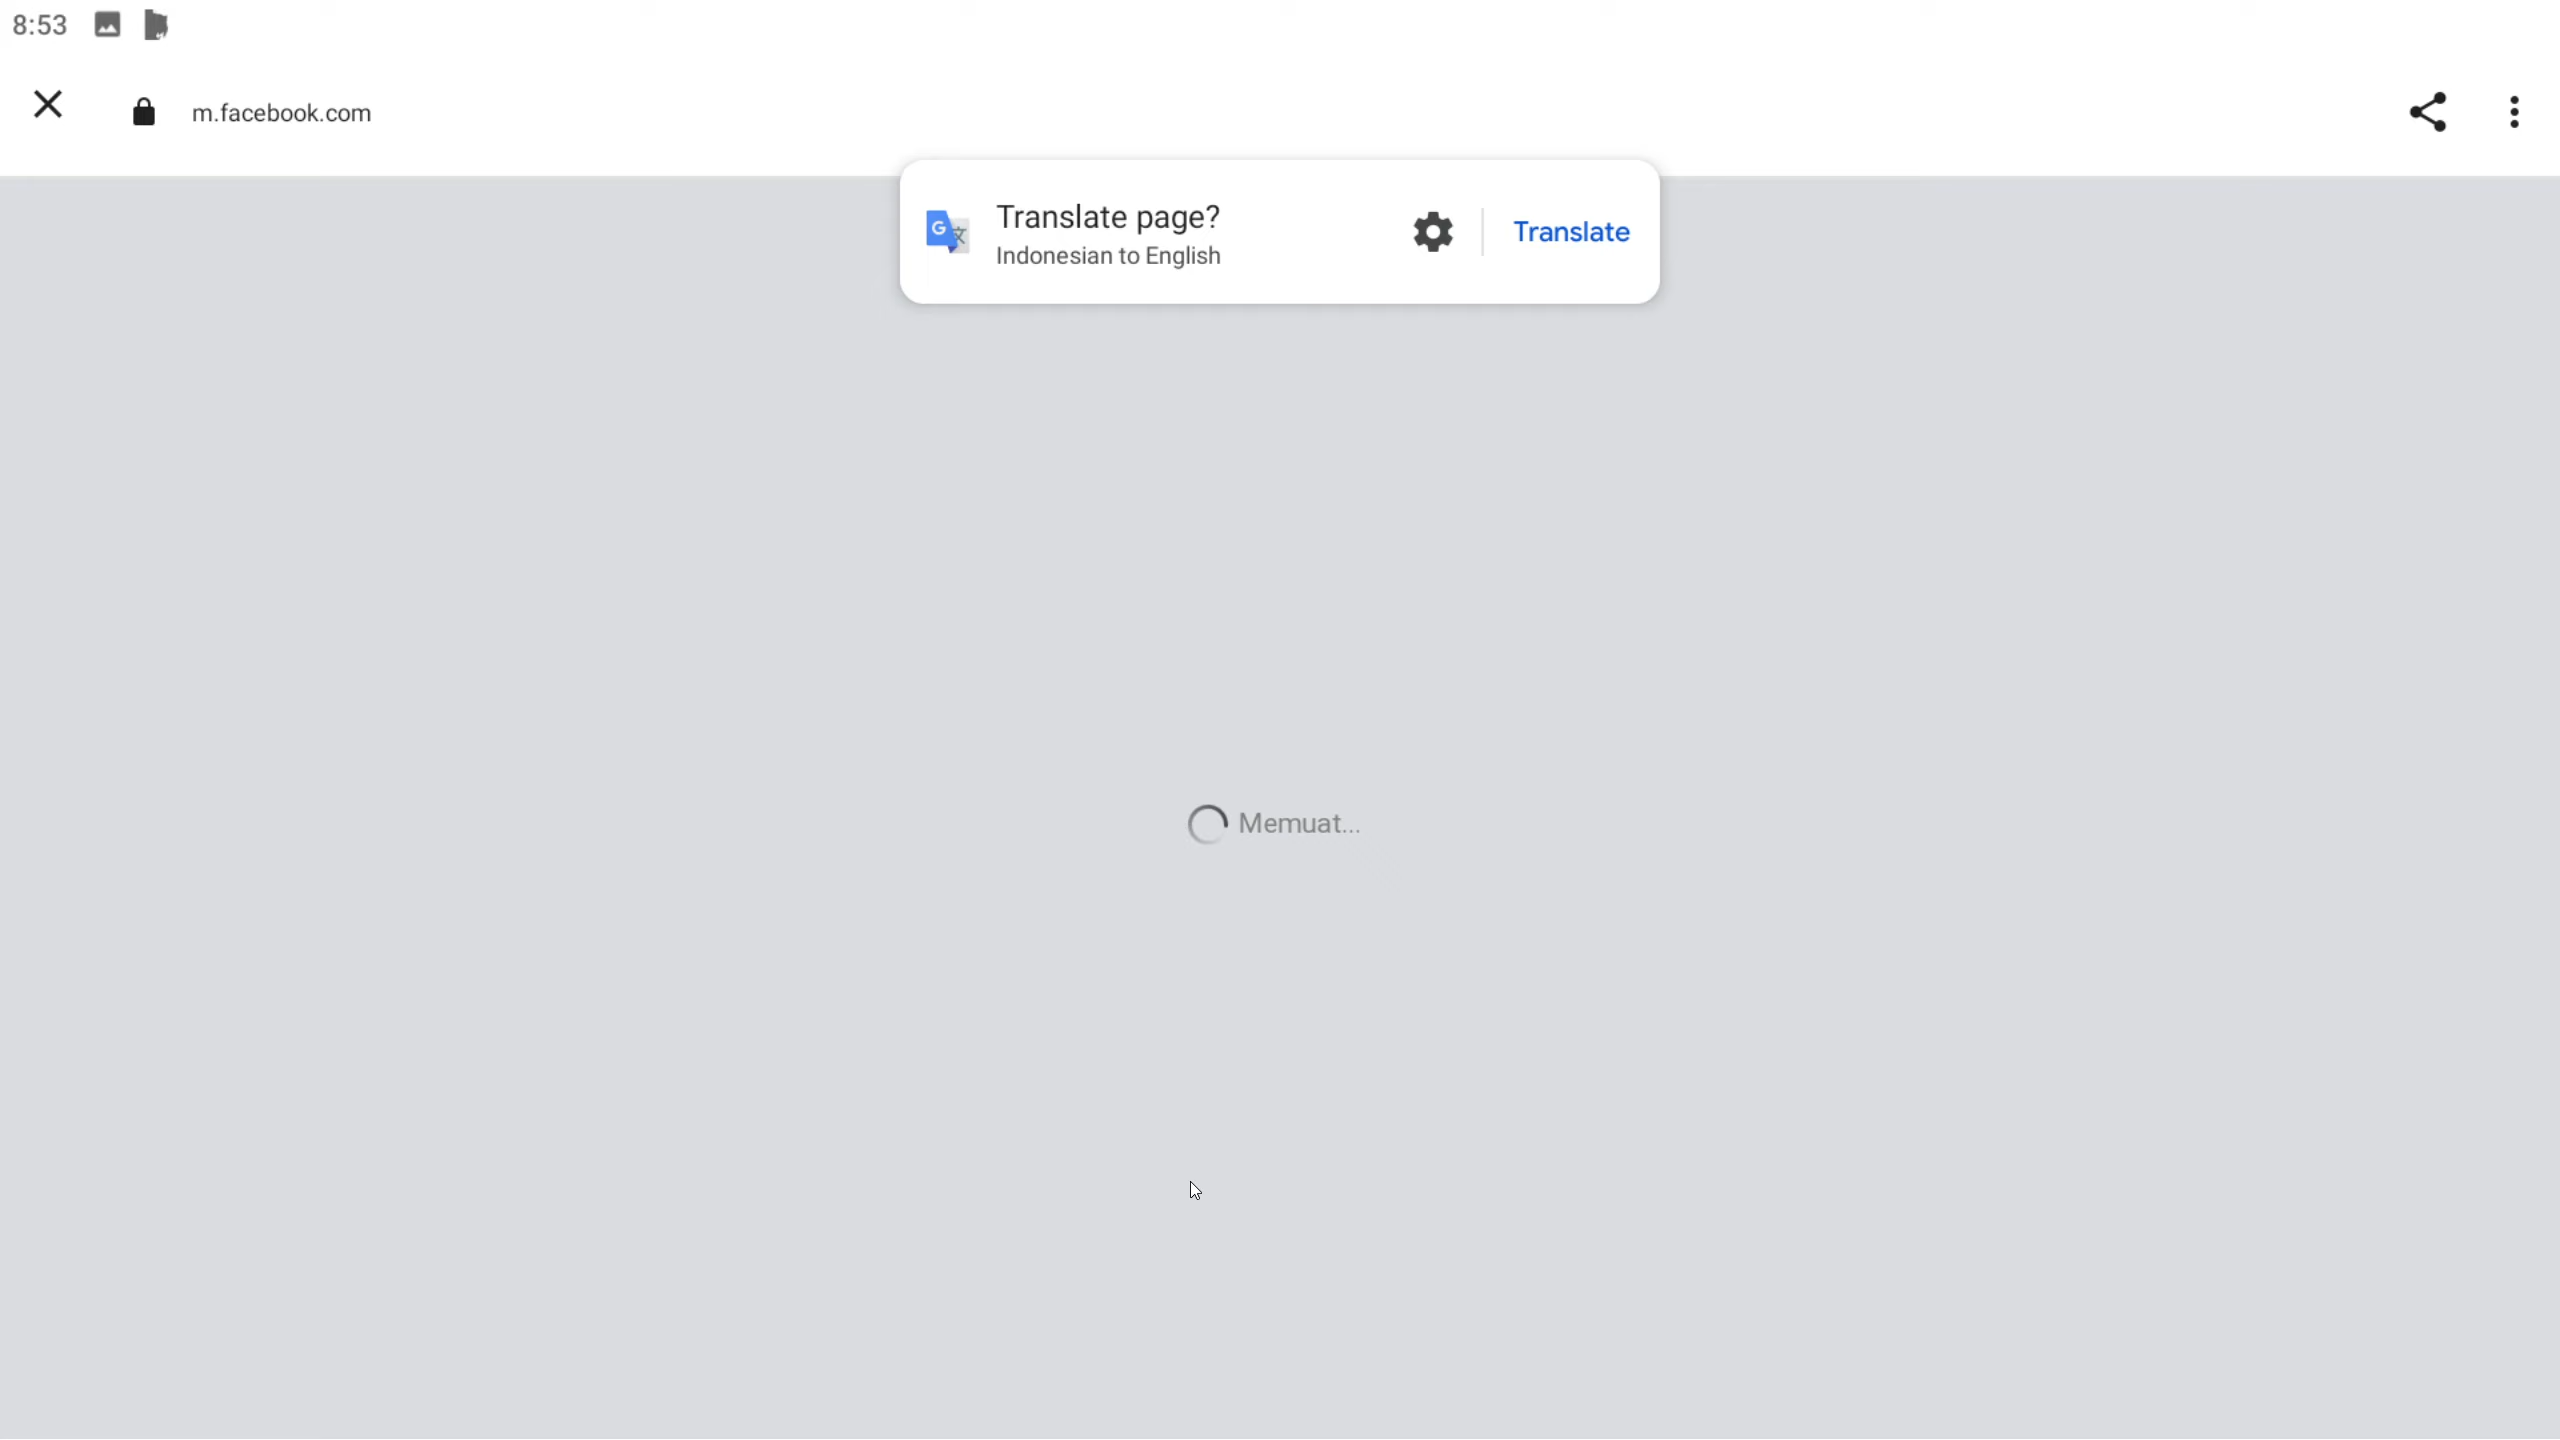 8:53
m.facebook.com
Translate page?
Indonesian to English
Translate
Memuat...